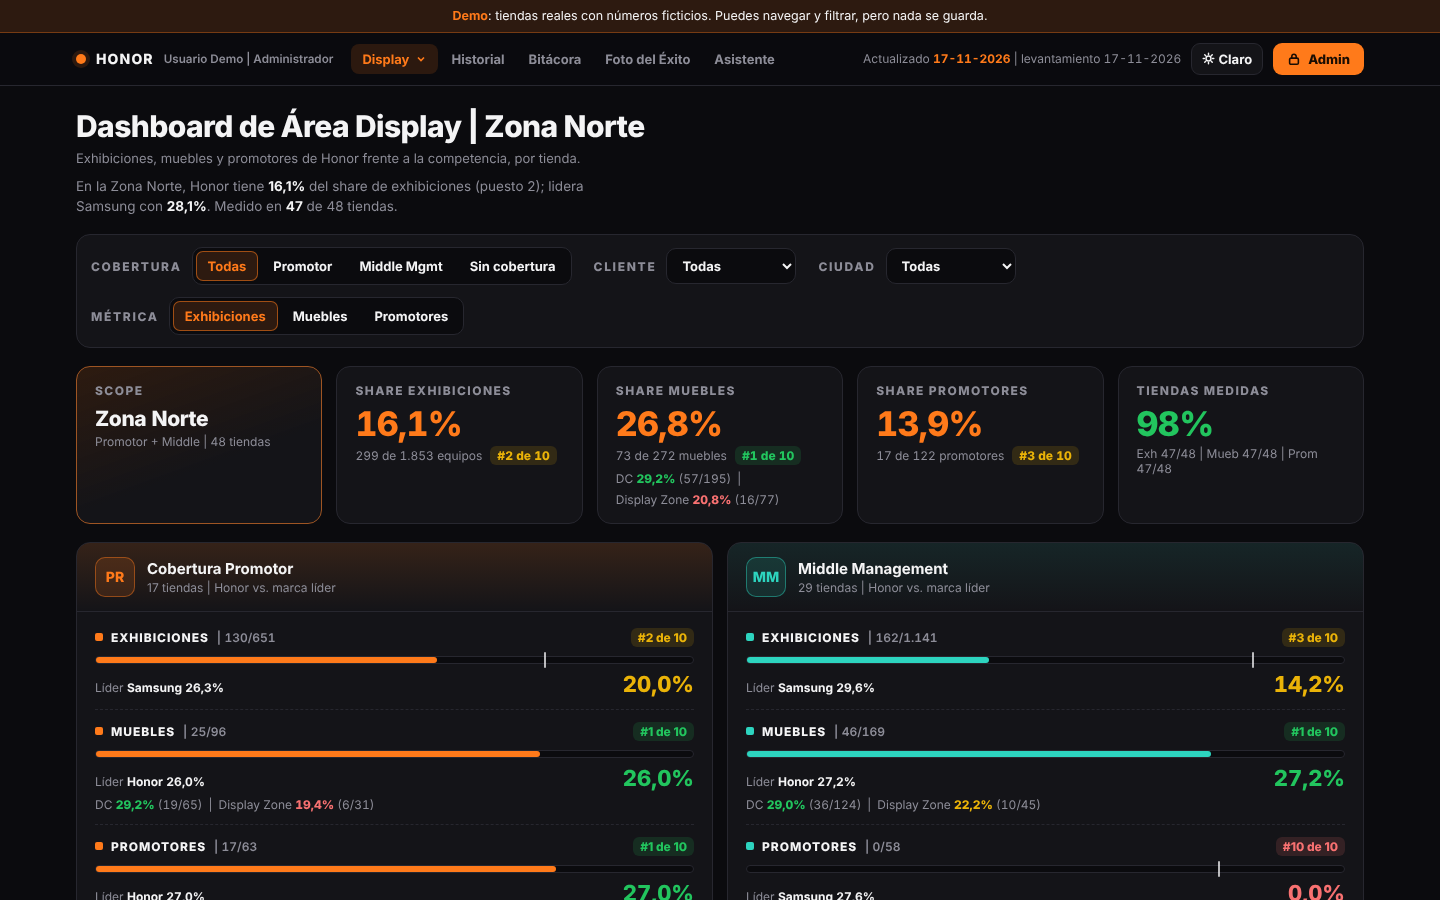 Demo: tiendas reales con números ficticios. Puedes navegar y filtrar, pero nada se guarda.
HONOR Usuario Demo | Administrador Display Historial Bitácora Foto del Éxito Asistente Actualizado 17-11-2026 | levantamiento 17-11-2026 Claro Admin
Dashboard de Área Display | Zona Norte
Exhibiciones, muebles y promotores de Honor frente a la competencia, por tienda.
En la Zona Norte, Honor tiene 16,1% del share de exhibiciones (puesto 2); lidera
Samsung con 28,1%. Medido en 47 de 48 tiendas.
COBERTURA Todas Promotor Middle Mgmt Sin cobertura CLIENTE Todas CIUDAD Todas
MÉTRICA Exhibiciones Muebles Promotores
SCOPE
Zona Norte
Promotor + Middle | 48 tiendas
SHARE EXHIBICIONES
16,1%
299 de 1.853 equipos #2 de 10
SHARE MUEBLES
26,8%
73 de 272 muebles #1 de 10
DC 29,2% (57/195) |
Display Zone 20,8% (16/77)
SHARE PROMOTORES
13,9%
17 de 122 promotores #3 de 10
TIENDAS MEDIDAS
98%
Exh 47/48 | Mueb 47/48 | Prom
47/48
PR Cobertura Promotor
17 tiendas | Honor vs. marca líder
EXHIBICIONES | 130/651 #2 de 10
Líder Samsung 26,3% 20,0%
MUEBLES | 25/96 #1 de 10
Líder Honor 26,0% 26,0%
DC 29,2% (19/65) | Display Zone 19,4% (6/31)
PROMOTORES | 17/63 #1 de 10
Líder Honor 27,0% 27,0%
MM Middle Management
29 tiendas | Honor vs. marca líder
EXHIBICIONES | 162/1.141 #3 de 10
Líder Samsung 29,6% 14,2%
MUEBLES | 46/169 #1 de 10
Líder Honor 27,2% 27,2%
DC 29,0% (36/124) | Display Zone 22,2% (10/45)
PROMOTORES | 0/58 #10 de 10
Líder Samsung 27,6% 0,0%